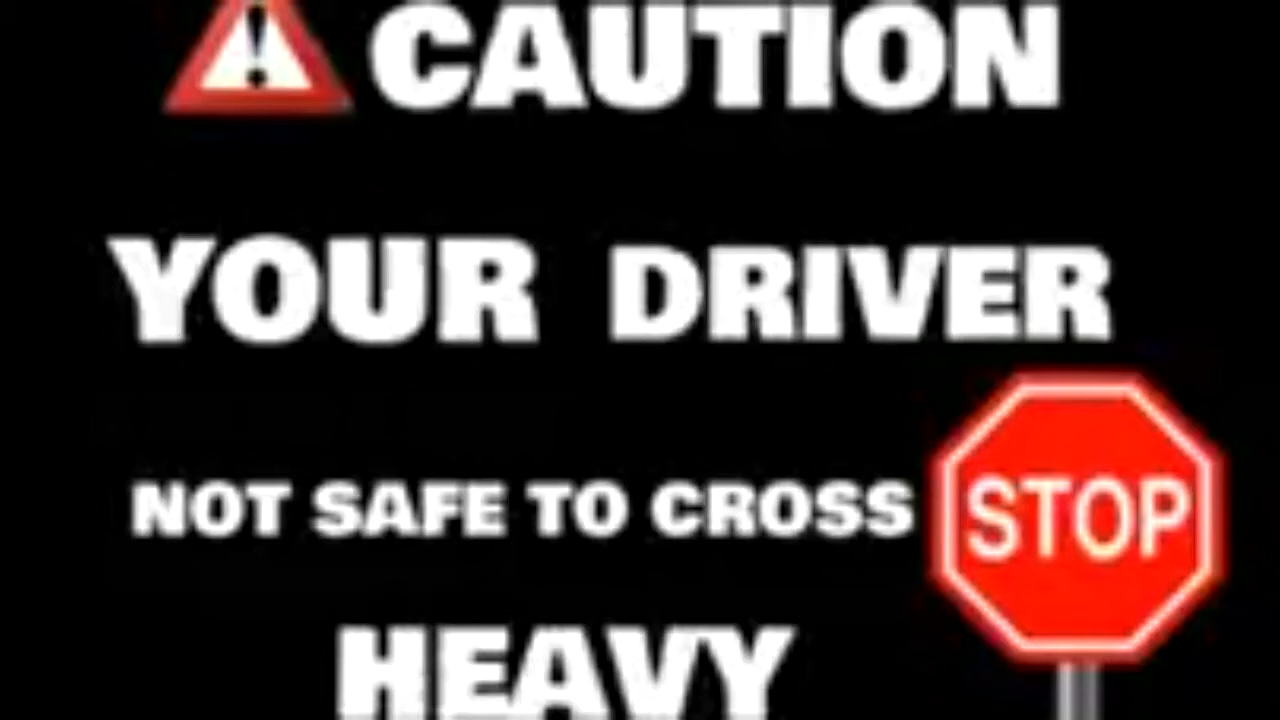 CAUTION
YOUR DRIVER
NOT SAFE TO CROSS
STOP
HEAVY